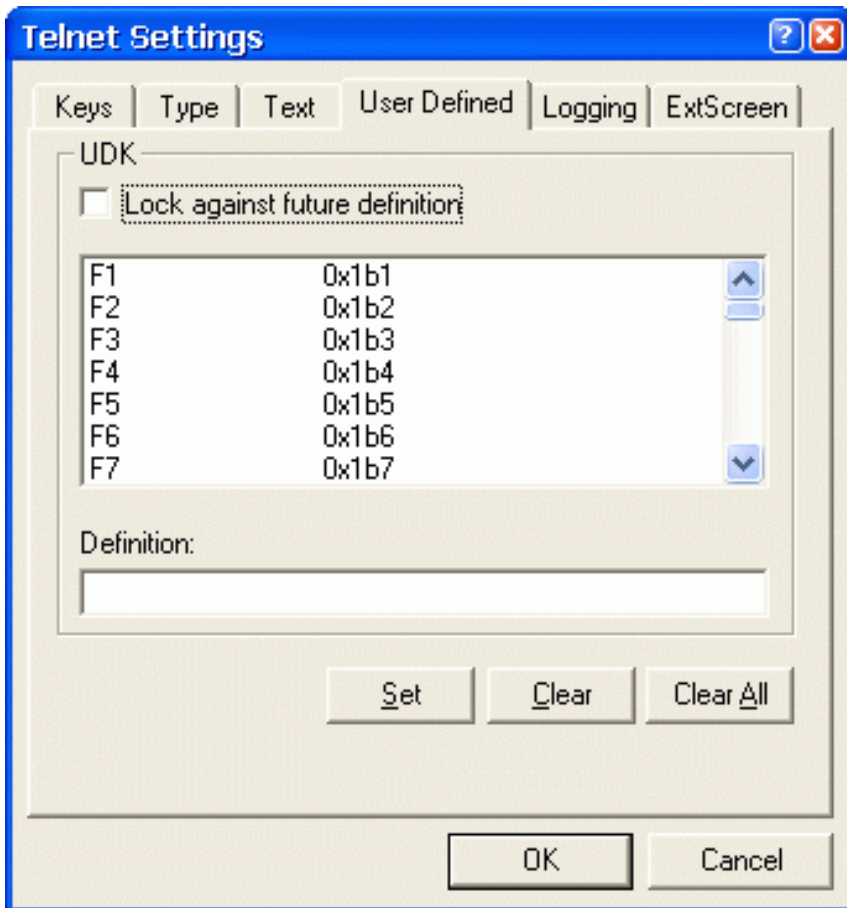 Telnet Settings
Keys Type Text User Defined Logging ExtScreen
UDK
Lock against future definition
F1 0x1b1
F2 0x1b2
F3 0x1b3
F4 0x1b4
F5 0x1b5
F6 0x1b6
F7 0x1b7
Definition:
Set Clear Clear All
OK Cancel